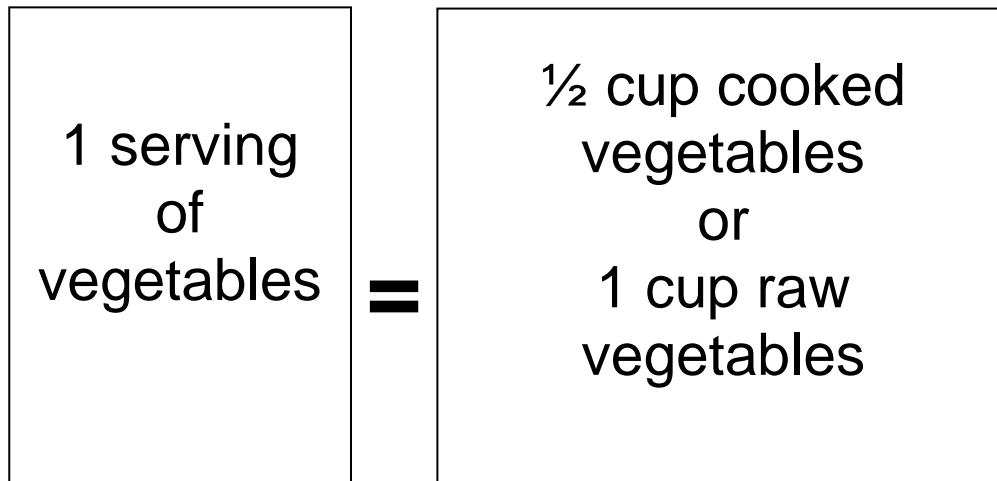 1 serving
of
vegetables
=
½ cup cooked
vegetables
or
1 cup raw
vegetables